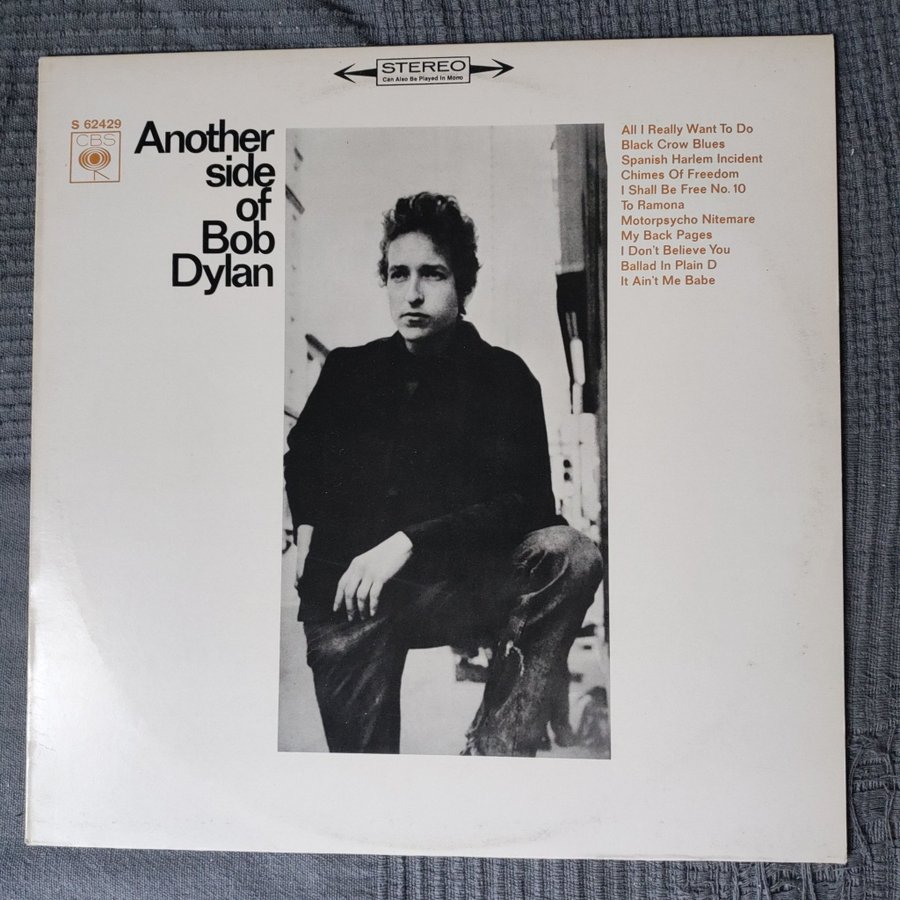 STEREO
Can Also Be Played In Mono
S 62429
CBS
Another
side
of
Bob
Dylan
All I Really Want To Do
Black Crow Blues
Spanish Harlem Incident
Chimes Of Freedom
I Shall Be Free No. 10
To Ramona
Motorpsycho Nitemare
My Back Pages
I Don't Believe You
Ballad In Plain D
It Ain't Me Babe